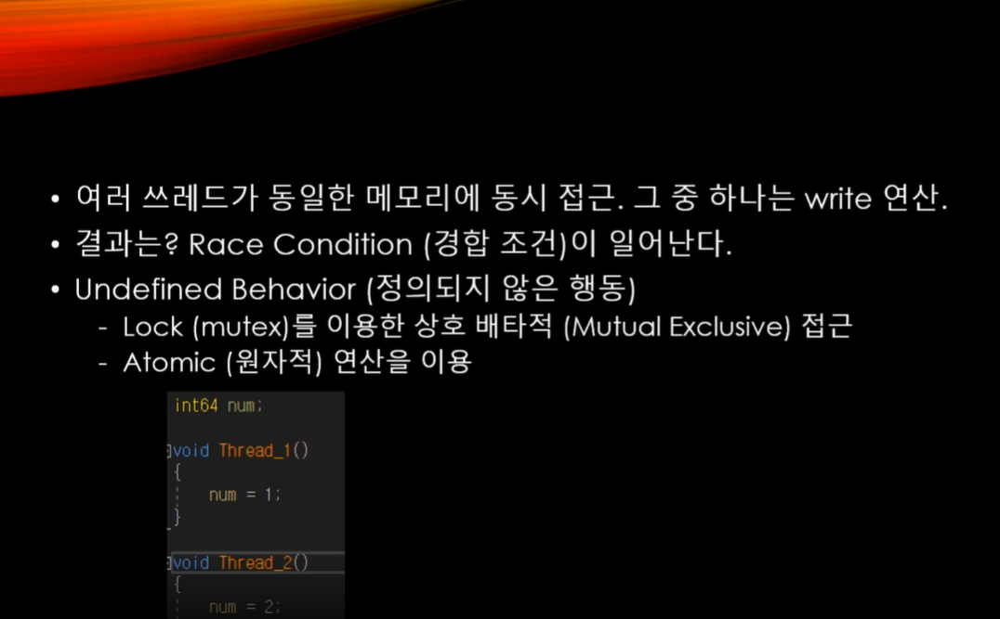 • 여러 쓰레드가 동일한 메모리에 동시 접근. 그 중 하나는 write 연산.
• 결과는? Race Condition (경합 조건)이 일어난다.
• Undefined Behavior (정의되지 않은 행동)
- Lock (mutex)를 이용한 상호 배타적 (Mutual Exclusive) 접근
- Atomic (원자적) 연산을 이용
int64 num;
void Thread_1()
{
num = 1;
}
void Thread_2()
{
num = 2;